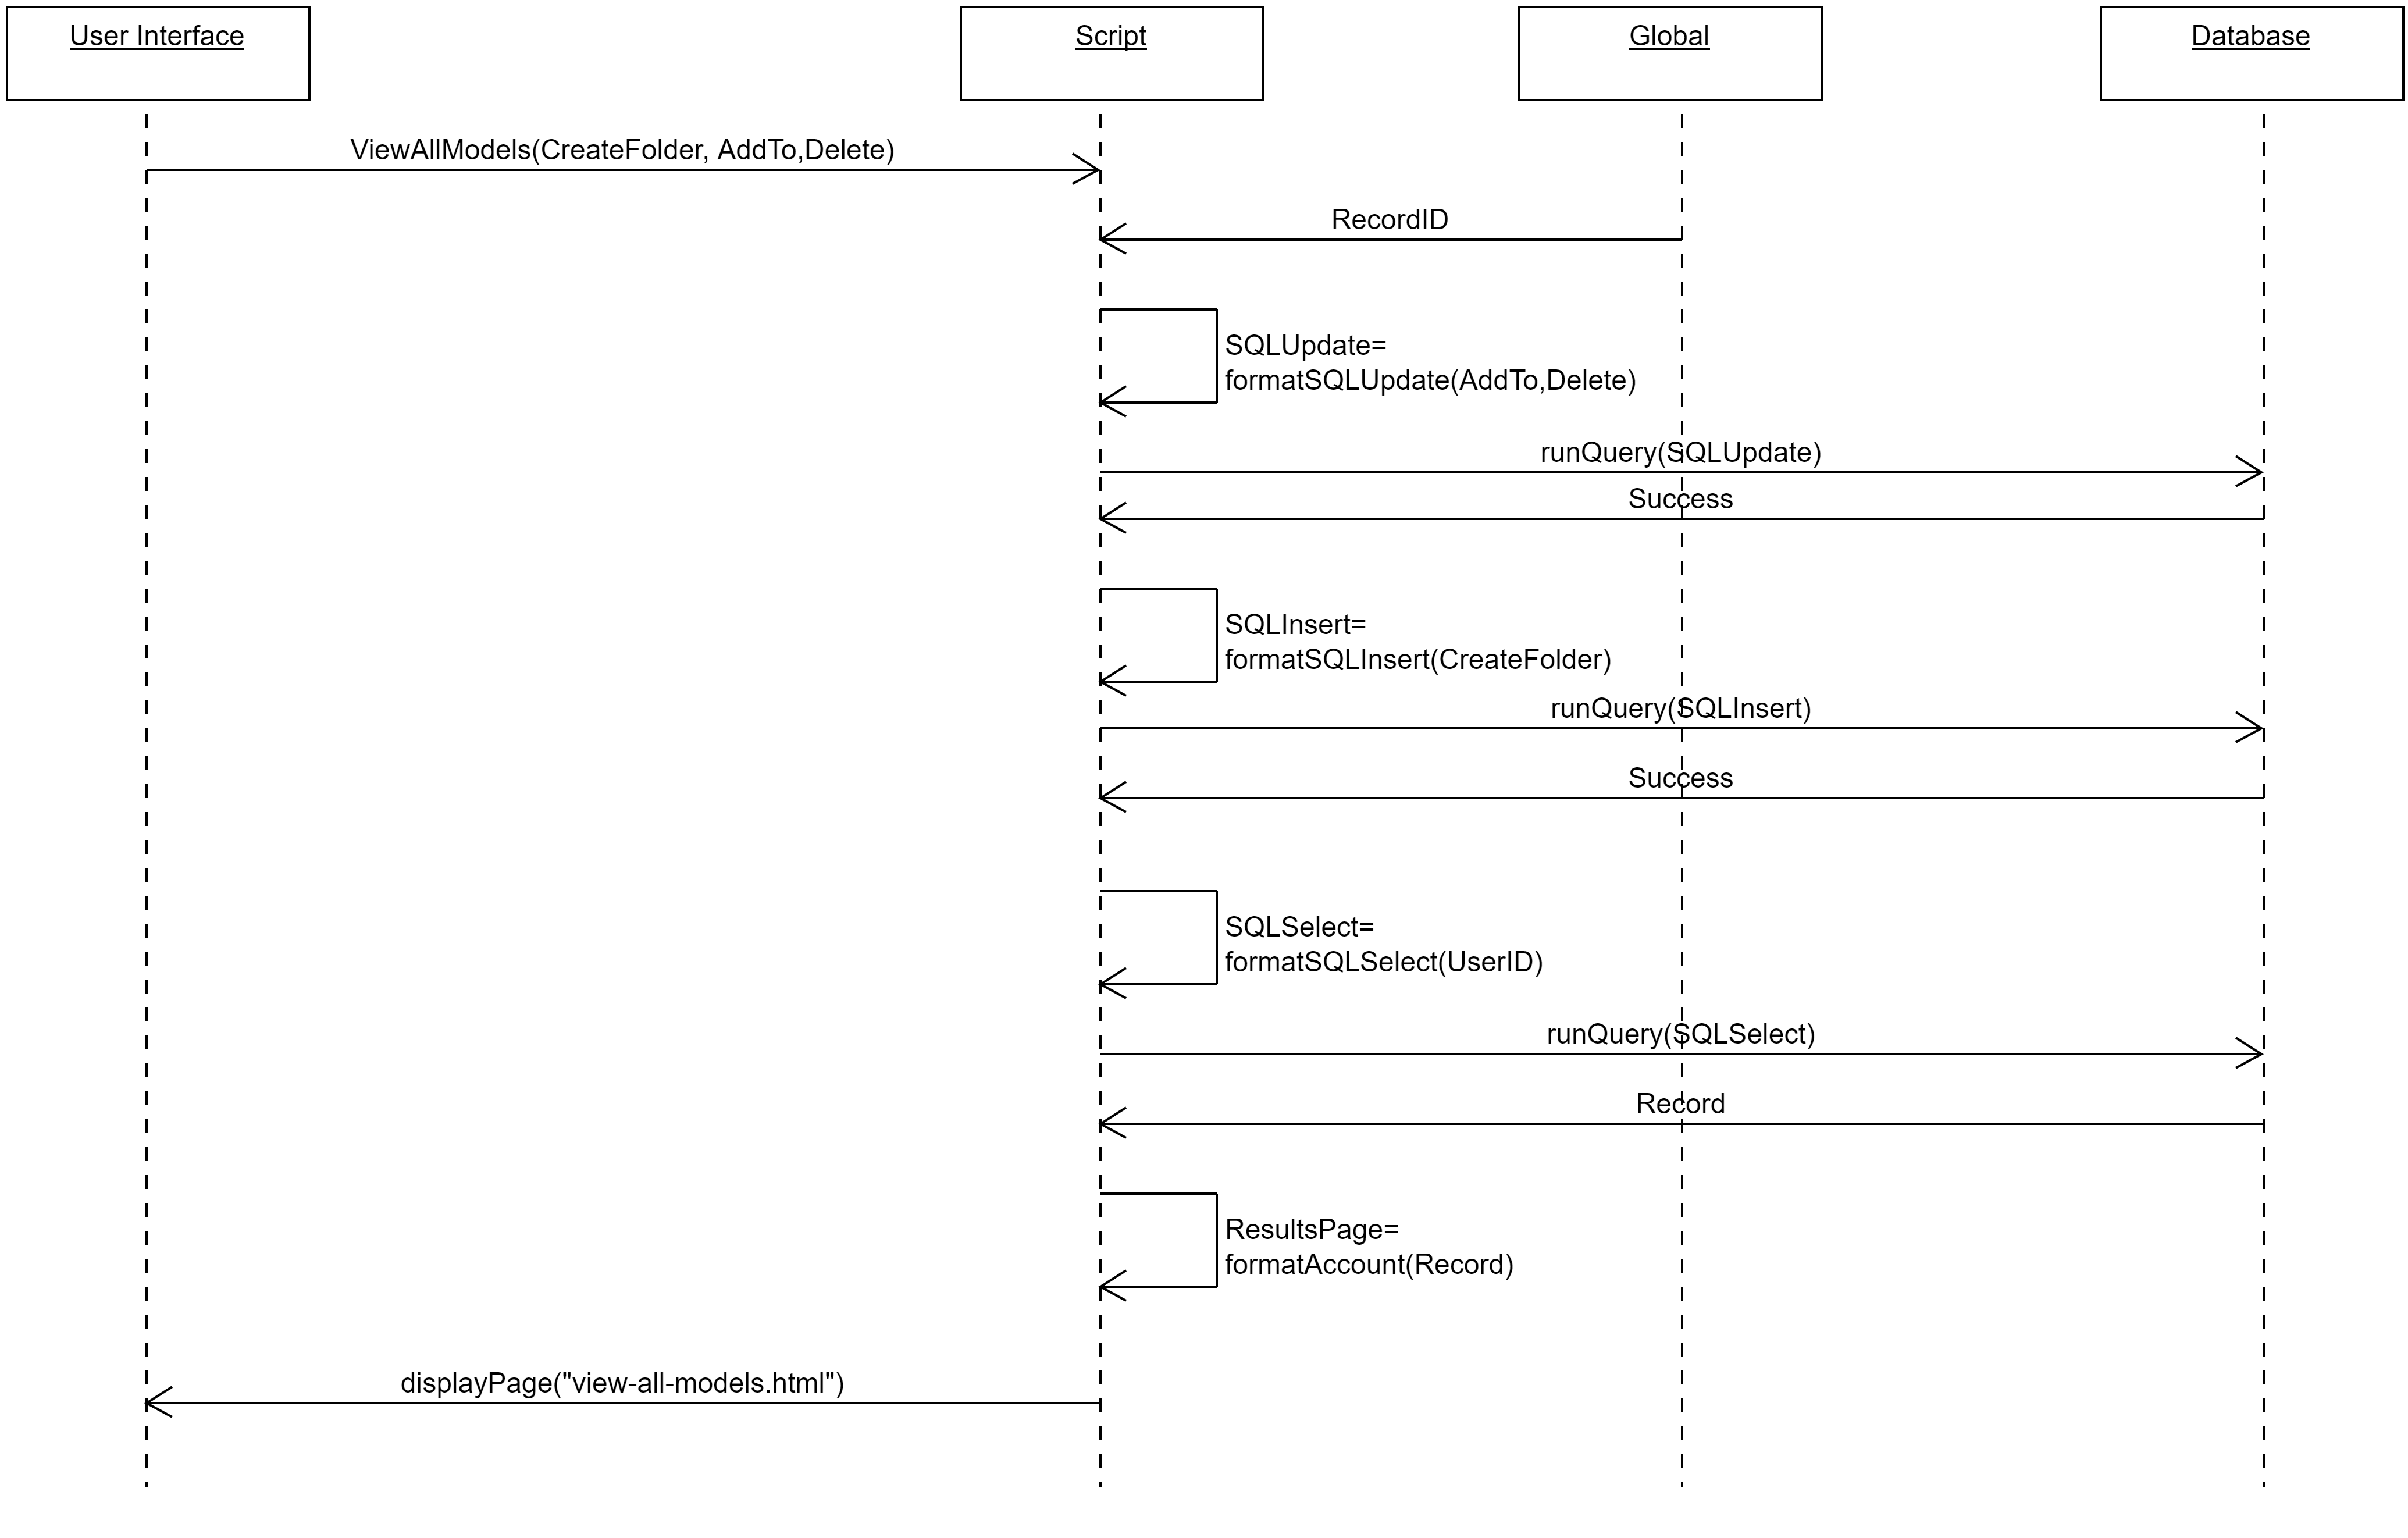 User Interface
Script
Global
Database
ViewAllModels(CreateFolder, AddTo,Delete)
RecordID
SQLUpdate=
formatSQLUpdate(AddTo,Delete)
runQuery(SQLUpdate)
Success
SQLInsert=
formatSQLInsert(CreateFolder)
runQuery(SQLInsert)
Success
SQLSelect=
formatSQLSelect(UserID)
runQuery(SQLSelect)
Record
ResultsPage=
formatAccount(Record)
displayPage("view-all-models.html")